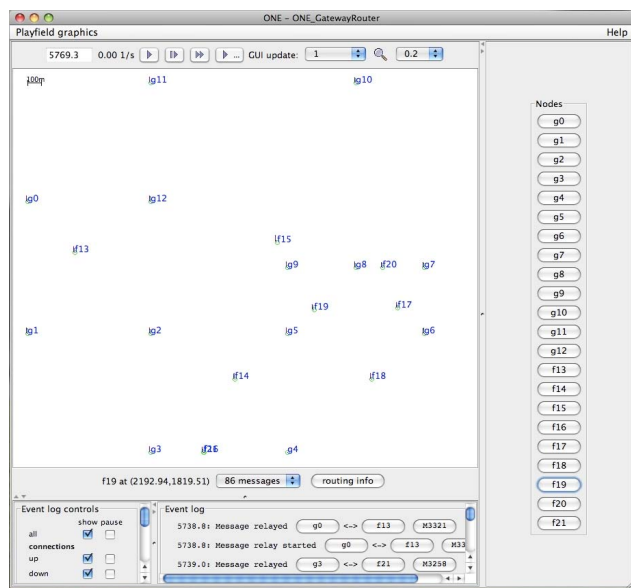 ONE - ONE_GatewayRouter
Playfield graphics Help
5769.3 0.00 1/s ... GUI update: 1 0.2
100m
g11 g10
g0 g12
f15
f13
g9 g8 f20 g7
f19 f17
g1 g2 g5 g6
f14 f18
g3 g4
f19 at (2192.94,1819.51) 86 messages routing info
Event log controls
show pause
all
connections
up
down
Event log
5738.8: Message relayed g0 <-> f13 M3321
5738.8: Message relay started g0 <-> f13 M33
5739.0: Message relayed g3 <-> f21 M3258
Nodes
g0
g1
g2
g3
g4
g5
g6
g7
g8
g9
g10
g11
g12
f13
f14
f15
f16
f17
f18
f19
f20
f21